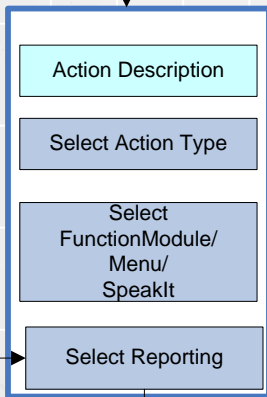 Action Description
Select Action Type
Select
FunctionModule/
Menu/
SpeakIt
Select Reporting